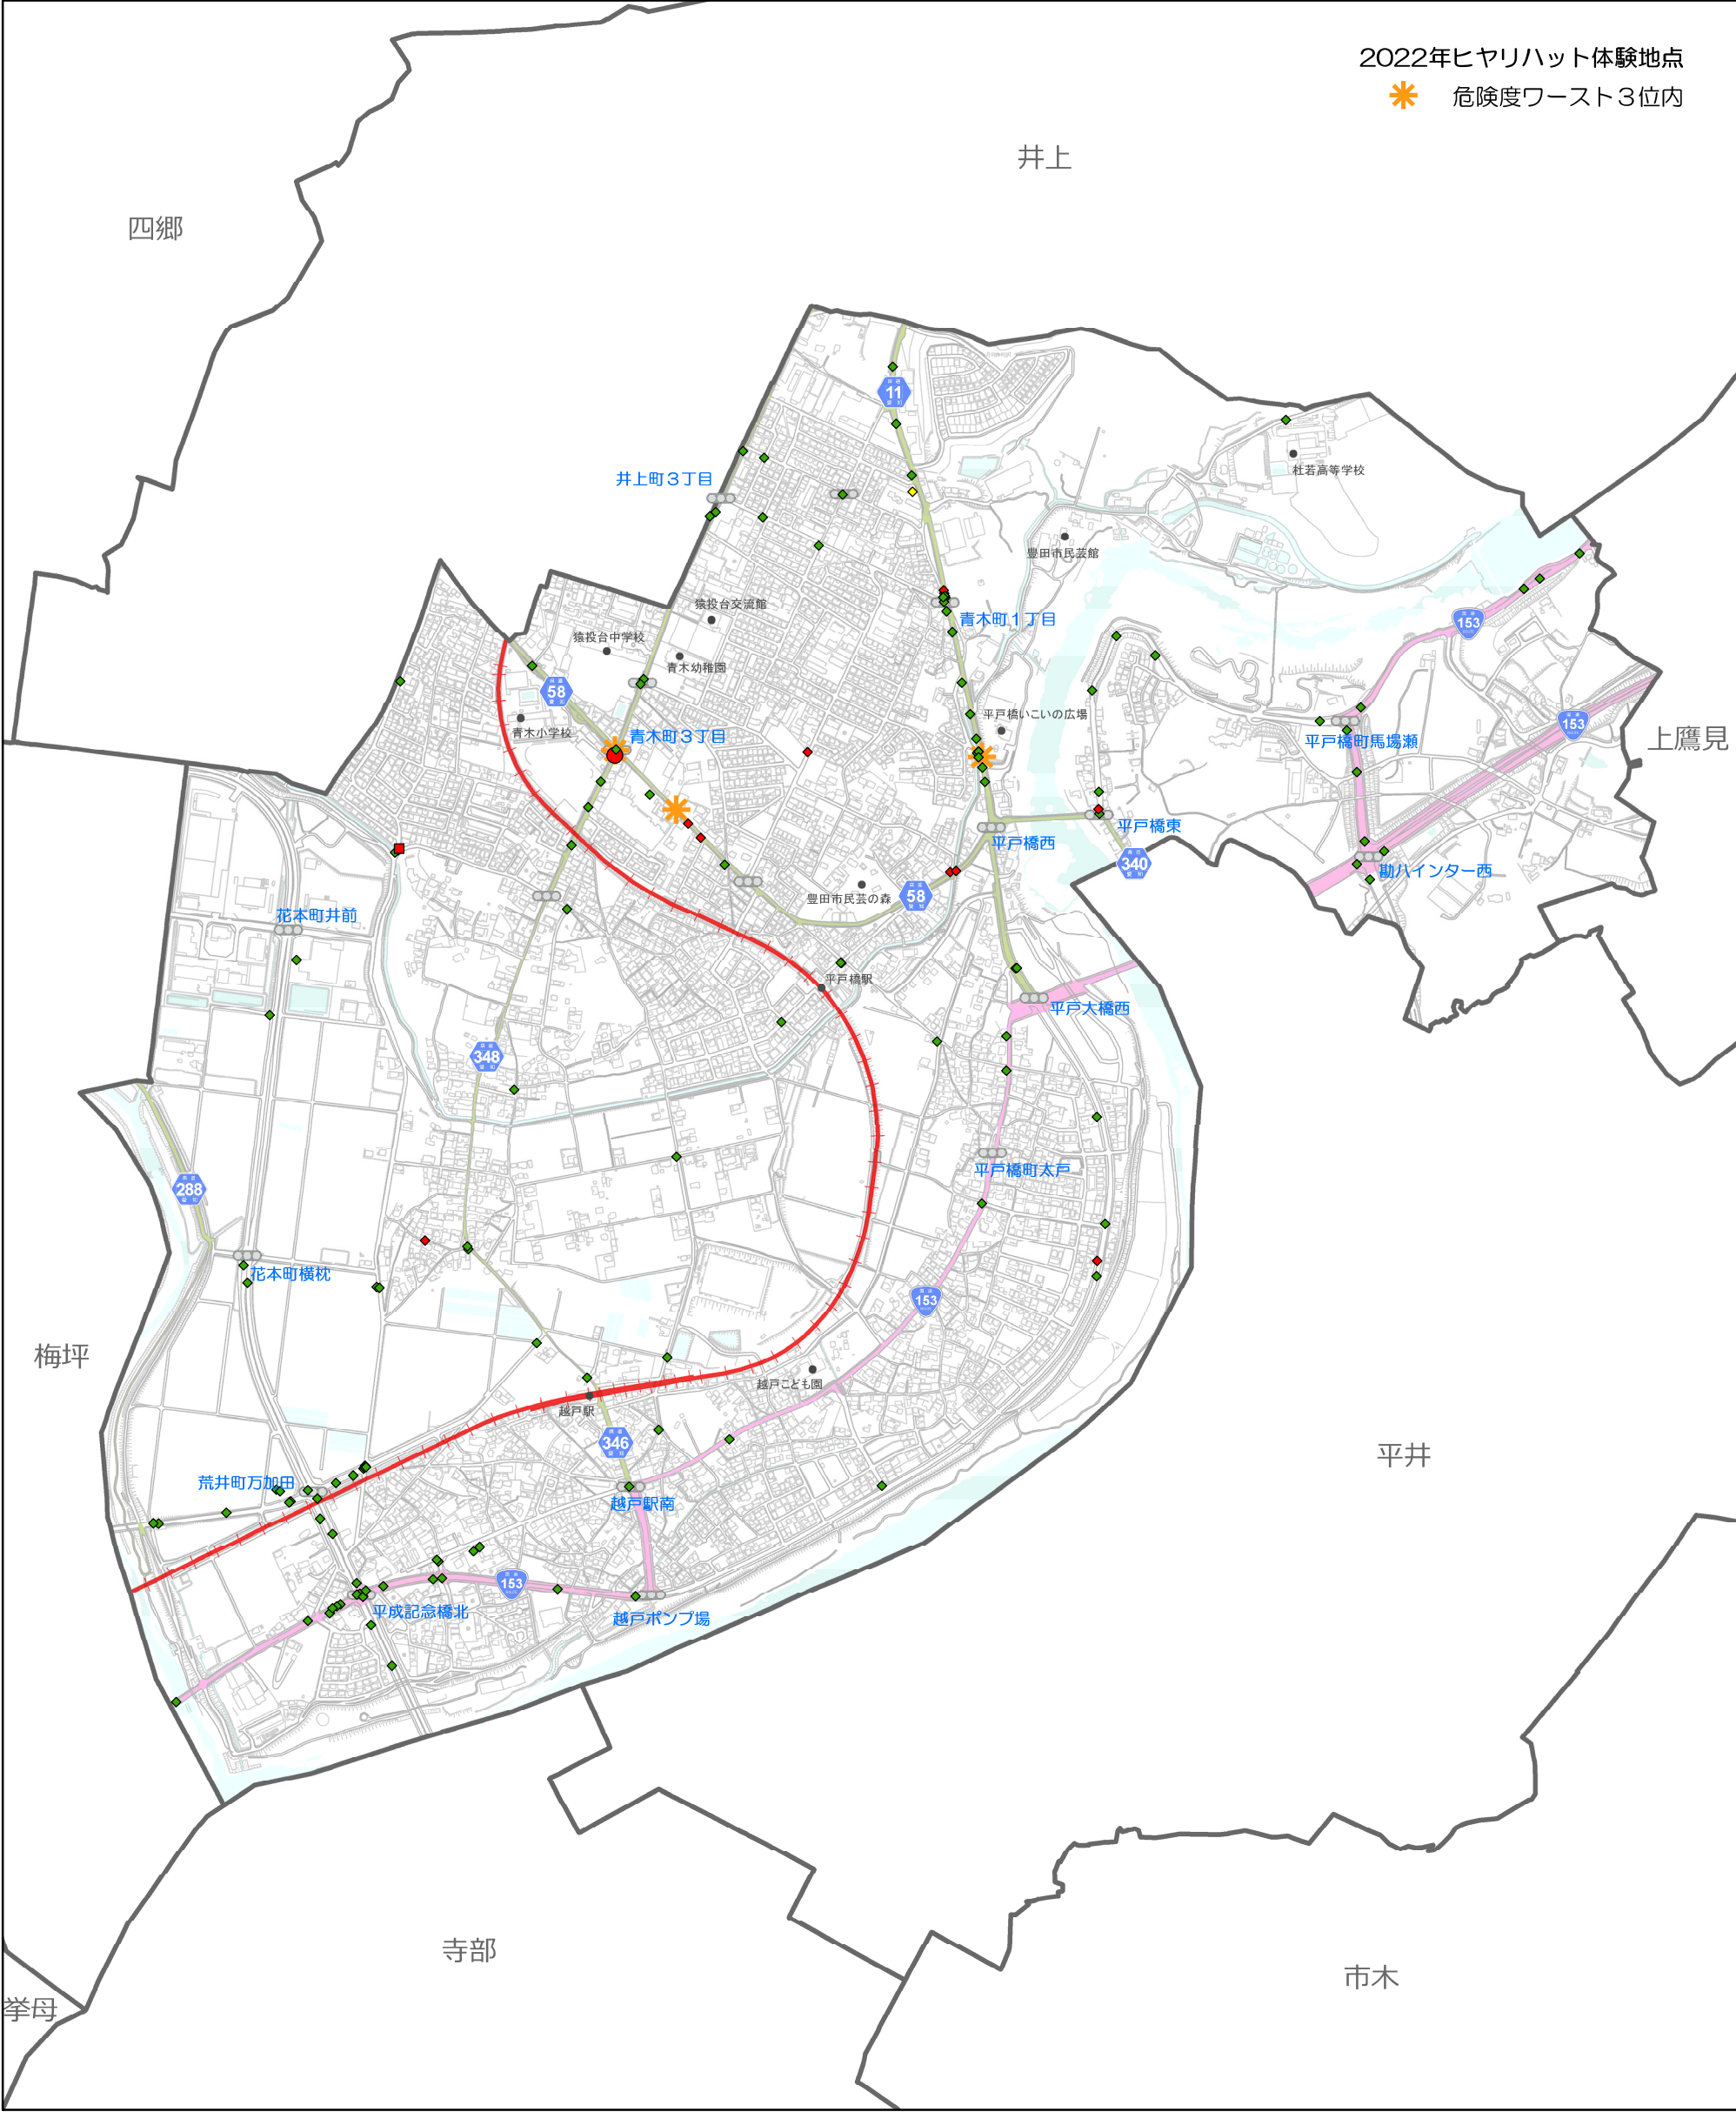 2022年ヒヤリハット体験地点
危険度ワースト３位内
井上
四郷
11
井上町３丁目
杜若高等学校
豊田市民芸館
猿投台交流館
青木町１丁目
153
猿投台中学校
青木幼稚園
58
平戸橋いこいの広場
青木小学校
青木町３丁目
153
平戸橋町馬場瀬
上鷹見
平戸橋東
平戸橋西
340
勘八インター西
58
豊田市民芸の森
花本町井前
平戸橋駅
平戸大橋西
348
平戸橋町太戸
288
花本町横枕
153
梅坪
越戸こども園
越戸駅
346
平井
荒井町万加田
越戸駅南
153
平成記念橋北
越戸ポンプ場
寺部
市木
挙母